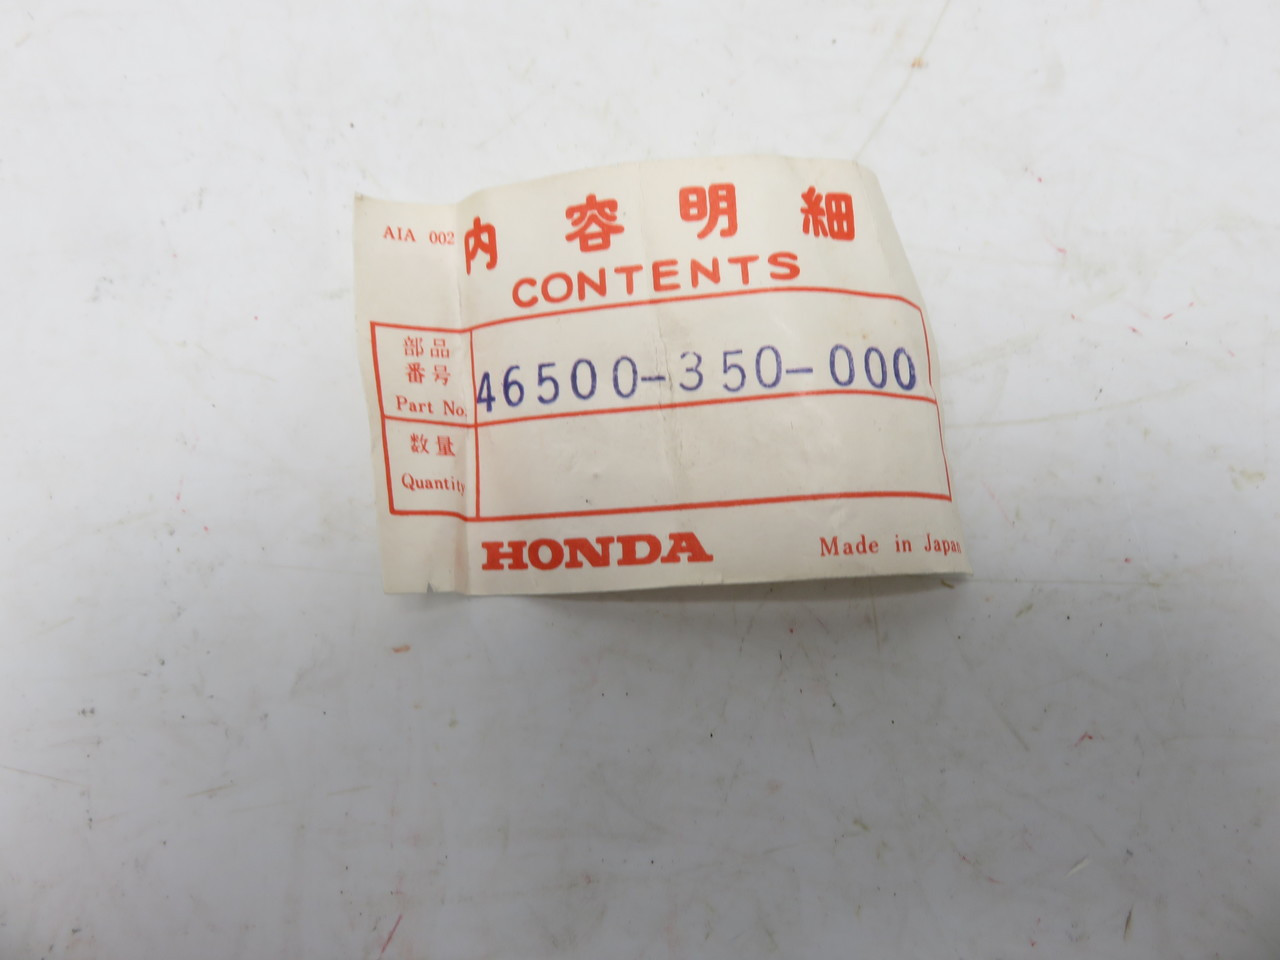 AIA 002
内容明細
CONTENTS
部品
番号
Part No.
46500-350-000
数量
Quantity
HONDA
Made in Japan